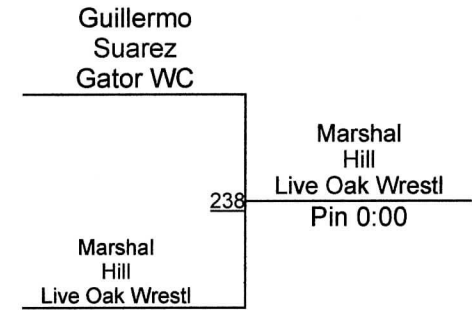 Guillermo
Suarez
Gator WC
Marshal
Hill
Live Oak Wrestl
238
Pin 0:00
Marshal
Hill
Live Oak Wrestl